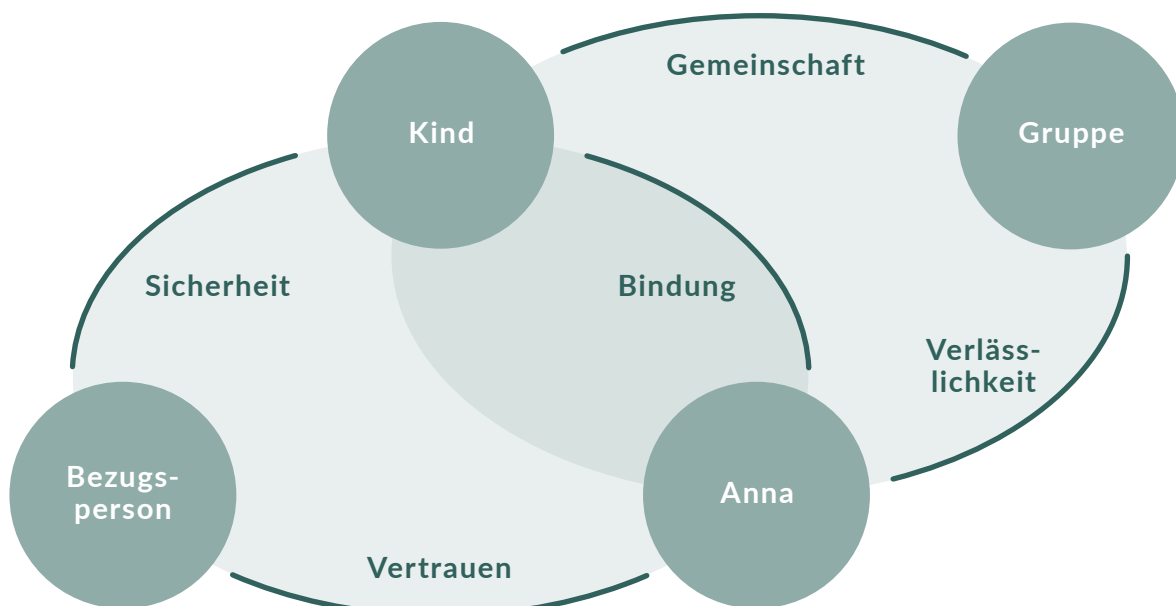 Gemeinschaft
Kind
Gruppe
Sicherheit
Bindung
Verläss-
lichkeit
Bezugs-
person
Anna
Vertrauen